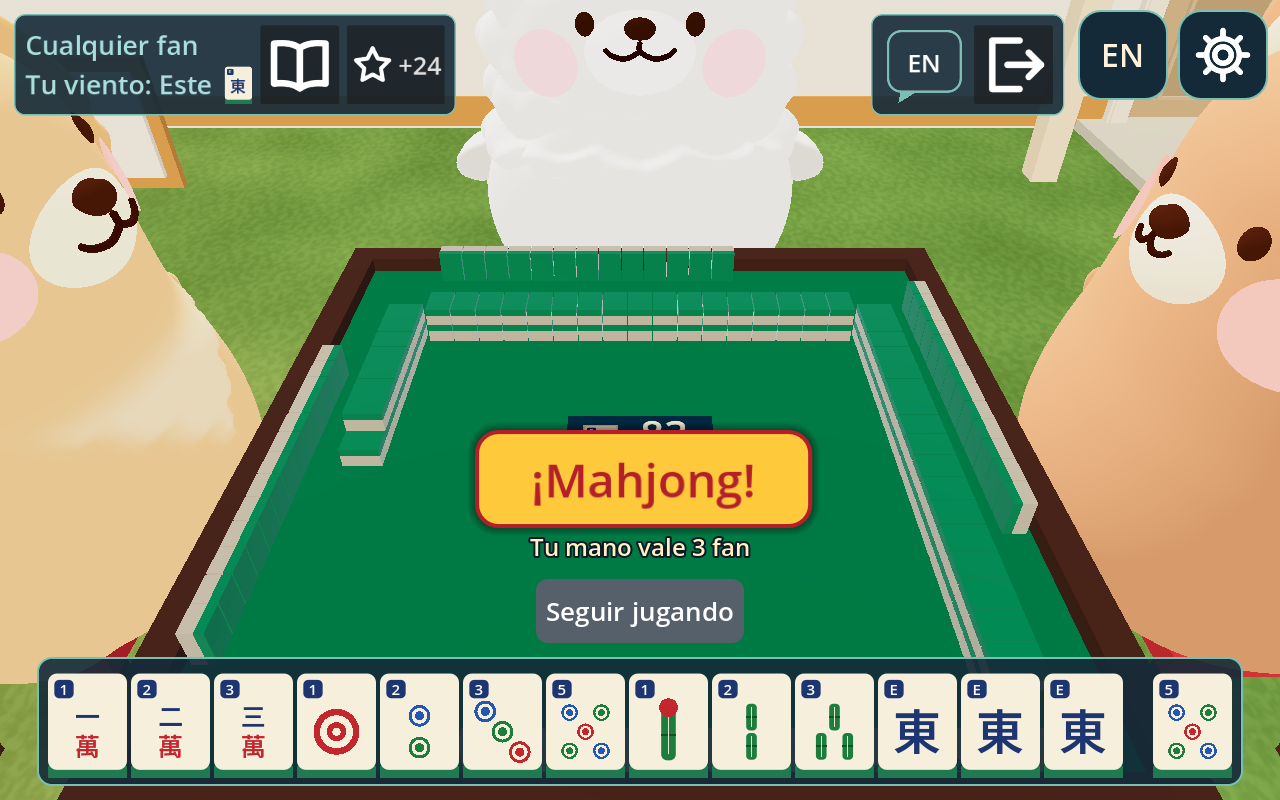 Cualquier fan
Tu viento: Este
東
+24
EN
EN
¡Mahjong!
Tu mano vale 3 fan
Seguir jugando
1 一萬
2 二萬
3 三萬
1
2
3
5
1
2
3
E 東
E 東
E 東
5